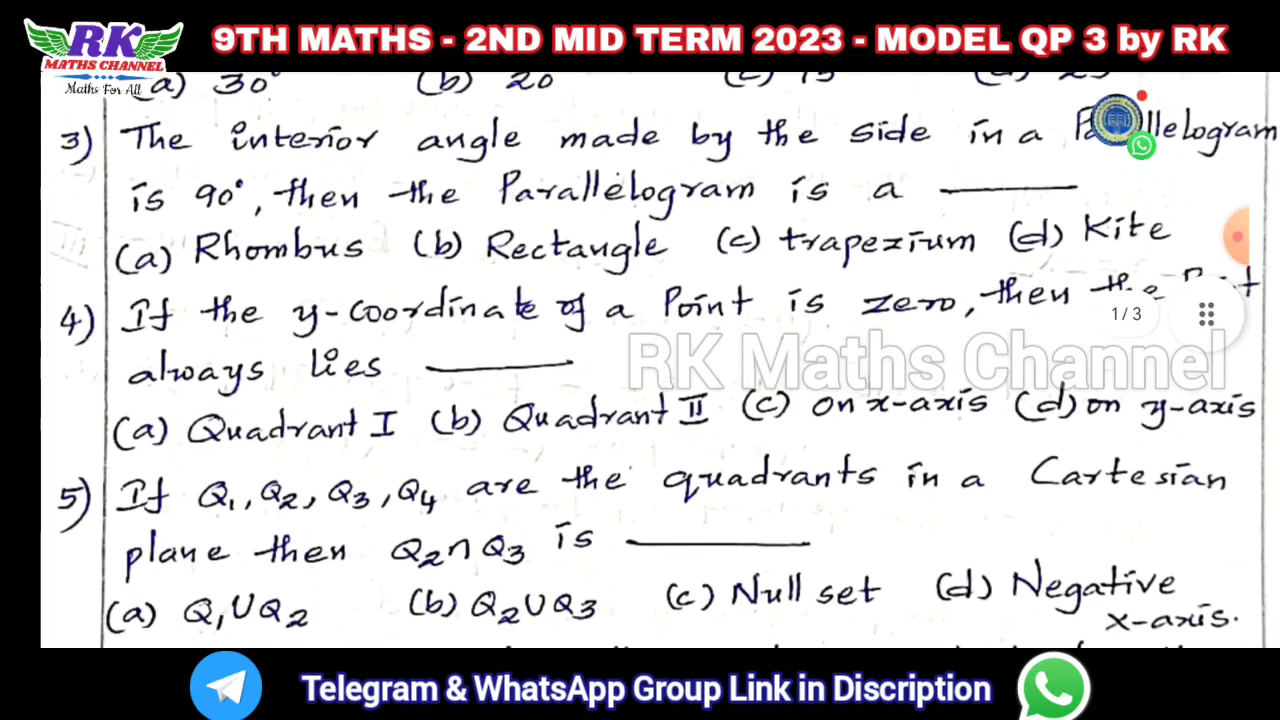 RK
MATHS CHANNEL
Maths For All
9TH MATHS - 2ND MID TERM 2023 - MODEL QP 3 by RK
(a) 30° (b) 20
3) The interior angle made by the side in a
is 90°, then the Parallelogram is a ———
(a) Rhombus (b) Rectangle (c) trapezium (d) Kite
4) If the y-coordinate of a Point is zero, then the
1 / 3
always lies ———
RK Maths Channel
(a) Quadrant I (b) Quadrant II (c) on x-axis (d) on y-axis
5) If Q₁, Q₂, Q₃, Q₄ are the quadrants in a Cartesian
plane then Q₂∩Q₃ is ———
(a) Q₁∪Q₂ (b) Q₂∪Q₃ (c) Null set (d) Negative
x-axis.
Telegram & WhatsApp Group Link in Discription